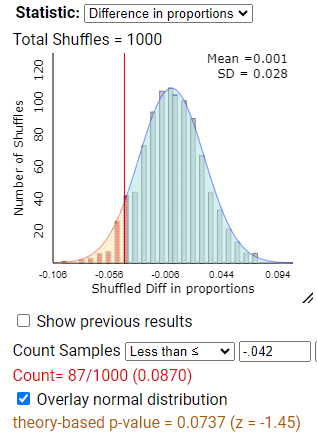 Statistic: Difference in proportions
Total Shuffles = 1000
Mean =0.001
SD = 0.028
Number of Shuffles
120
100
80
60
40
20
-0.106 -0.056 -0.006 0.044 0.094
Shuffled Diff in proportions
Show previous results
Count Samples Less than ≤ -.042
Count= 87/1000 (0.0870)
Overlay normal distribution
theory-based p-value = 0.0737 (z = -1.45)